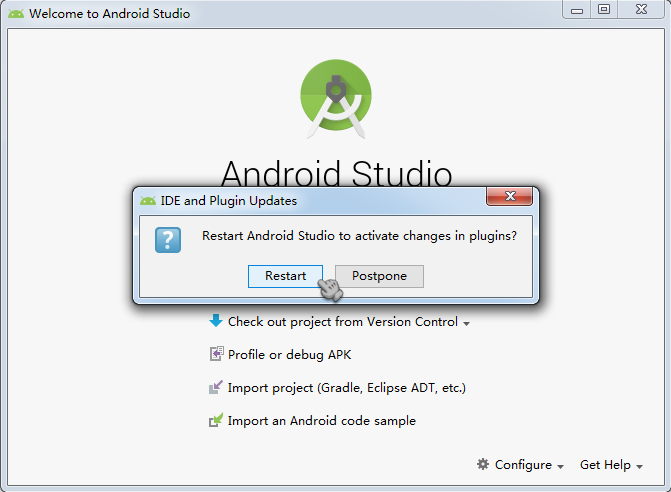 Welcome to Android Studio
Android Studio
IDE and Plugin Updates
Restart Android Studio to activate changes in plugins?
Restart
Postpone
Check out project from Version Control
Profile or debug APK
Import project (Gradle, Eclipse ADT, etc.)
Import an Android code sample
Configure
Get Help